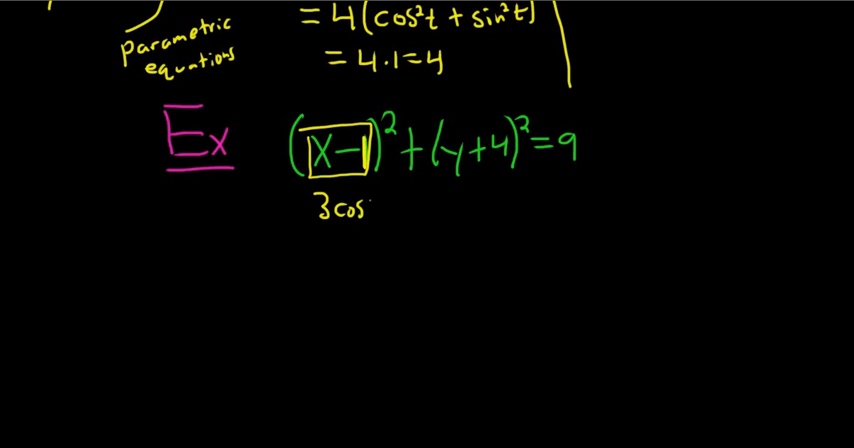 parametric
equations
= 4(cos²t + sin²t)
= 4·1=4
Ex (x-1)²+(y+4)²=9
3cos